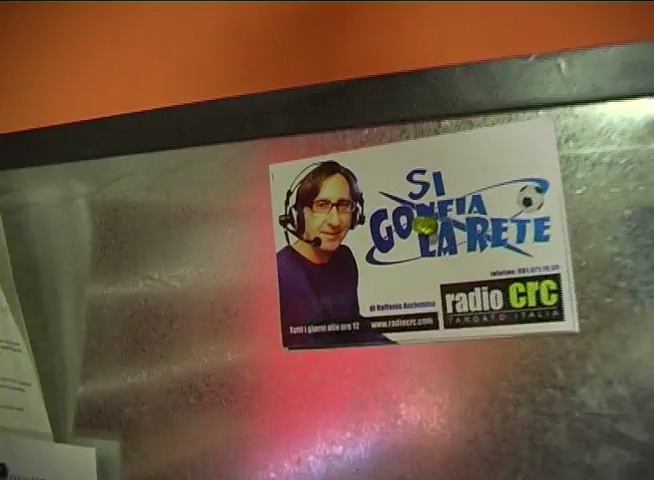 SI
GONFIA
LA RETE
di Raffaele Auriemma
radio CRC
TARGATO ITALIA
Tutti i giorni alle ore 12
www.radiocrc.com